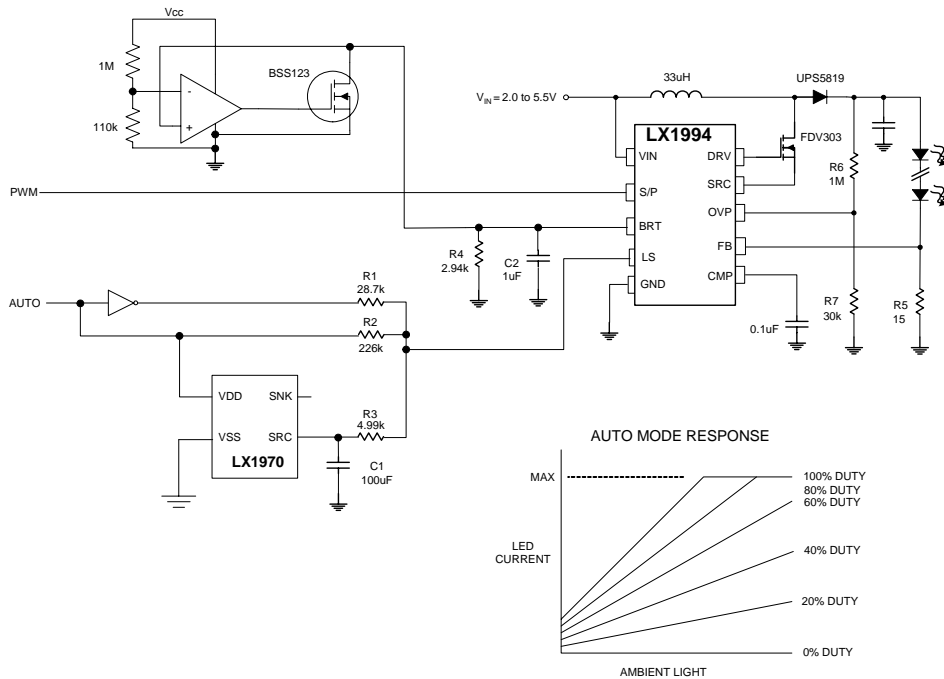 Vcc
1M
110k
-
+
BSS123
VIN = 2.0 to 5.5V
33uH
UPS5819
LX1994
FDV303
VIN
DRV
S/P
SRC
BRT
OVP
LS
FB
GND
CMP
R6
1M
PWM
R4
2.94k
C2
1uF
0.1uF
R7
30k
R5
15
AUTO
R1
28.7k
R2
226k
VDD
SNK
VSS
SRC
LX1970
R3
4.99k
C1
100uF
AUTO MODE RESPONSE
MAX
LED
CURRENT
100% DUTY
80% DUTY
60% DUTY
40% DUTY
20% DUTY
0% DUTY
AMBIENT LIGHT